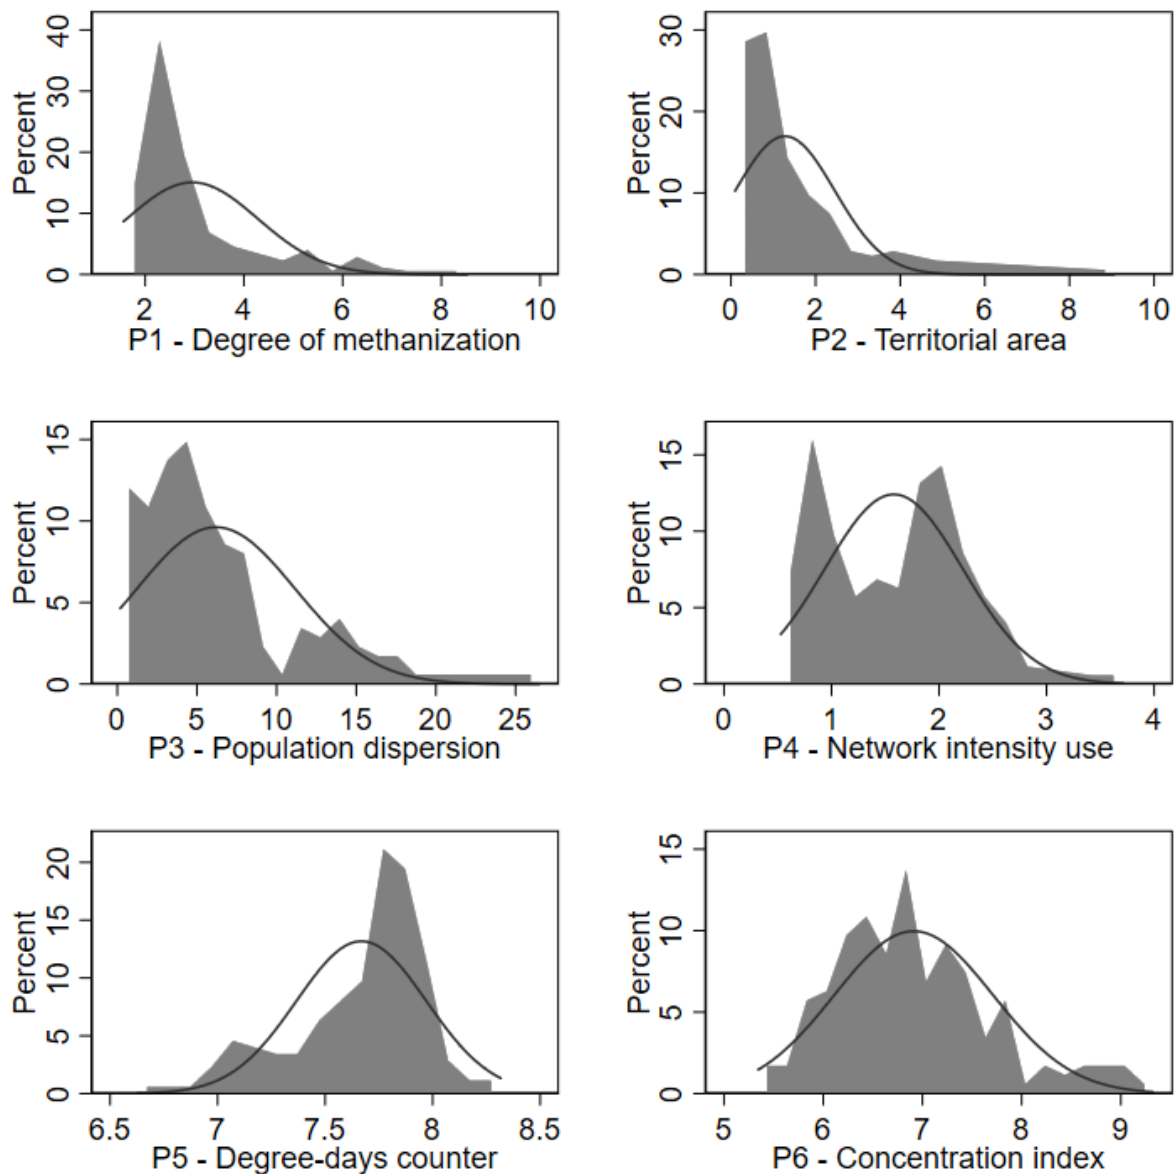 40
30
20
10
0
Percent
2 4 6 8 10
P1 - Degree of methanization
30
20
10
0
Percent
0 2 4 6 8 10
P2 - Territorial area
15
10
5
0
Percent
0 5 10 15 20 25
P3 - Population dispersion
15
10
5
0
Percent
0 1 2 3 4
P4 - Network intensity use
20
15
10
5
0
Percent
6.5 7 7.5 8 8.5
P5 - Degree-days counter
15
10
5
0
Percent
5 6 7 8 9
P6 - Concentration index